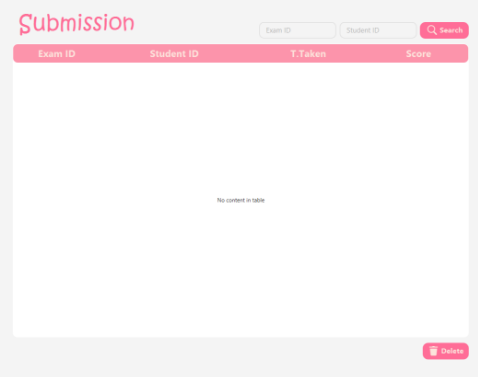 Submission
Exam ID Student ID Search
Exam ID Student ID T.Taken Score
No content in table
Delete